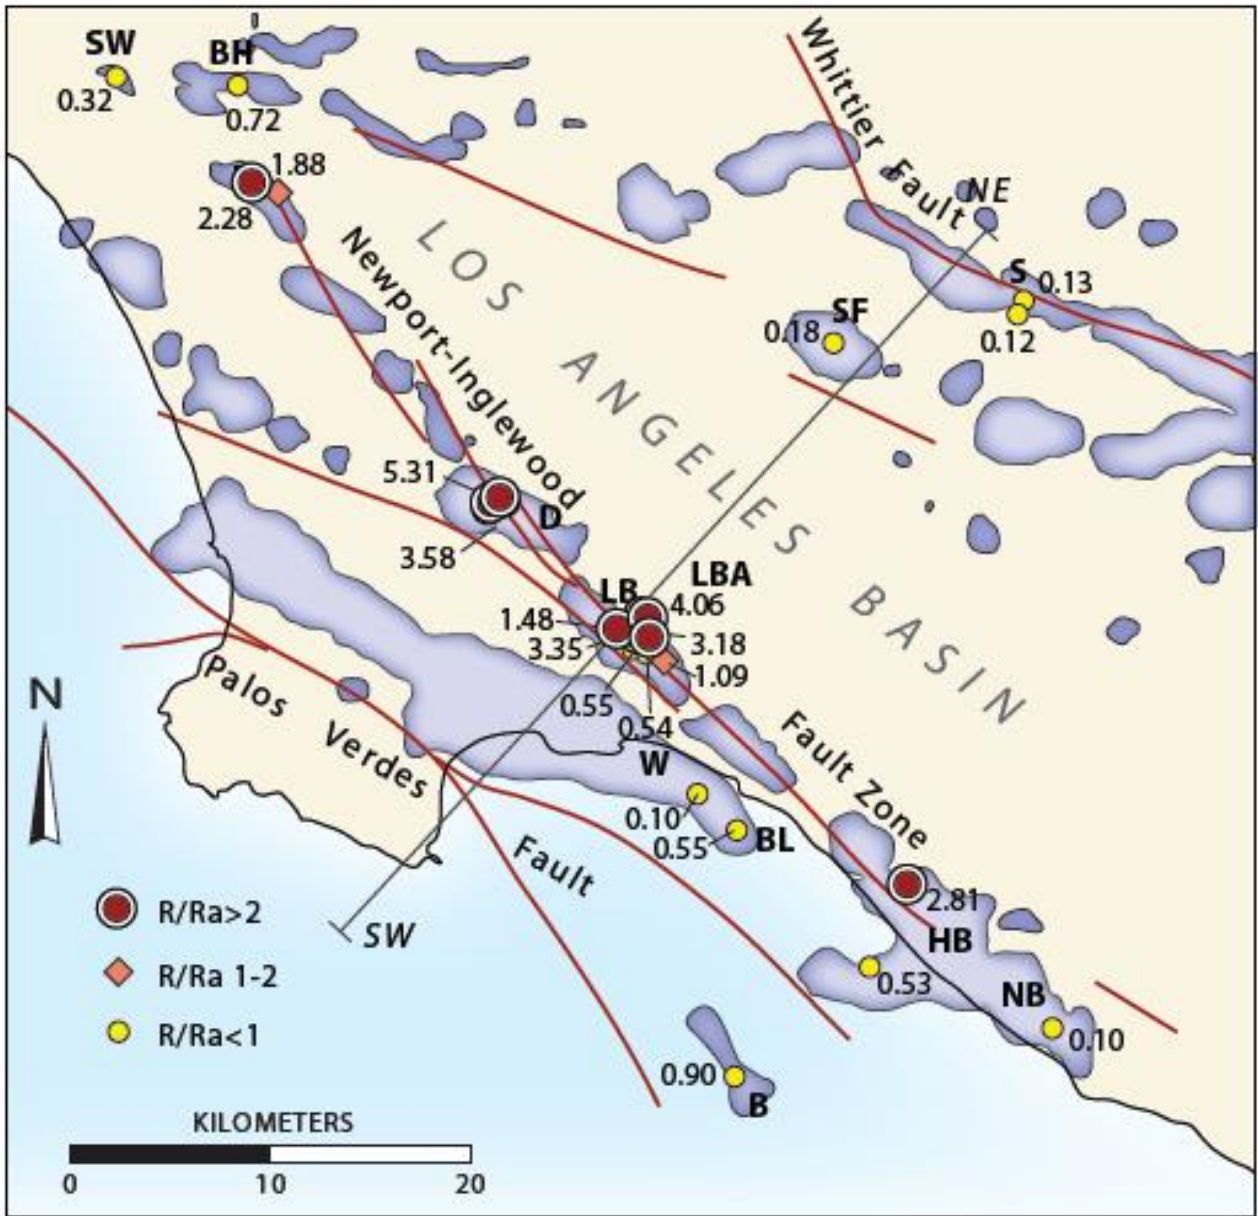 SW
BH
0.32
0.72
1.88
2.28
Whittier Fault
NE
LOS ANGELES BASIN
Newport-Inglewood
S
0.13
0.12
SF
0.18
5.31
D
3.58
LB
LBA
4.06
1.48
3.35
3.18
1.09
0.55
0.54
Palos Verdes Fault
Fault Zone
W
0.10
0.55
BL
2.81
HB
0.53
NB
0.10
0.90
B
SW
N
R/Ra>2
R/Ra 1-2
R/Ra<1
KILOMETERS
0 10 20